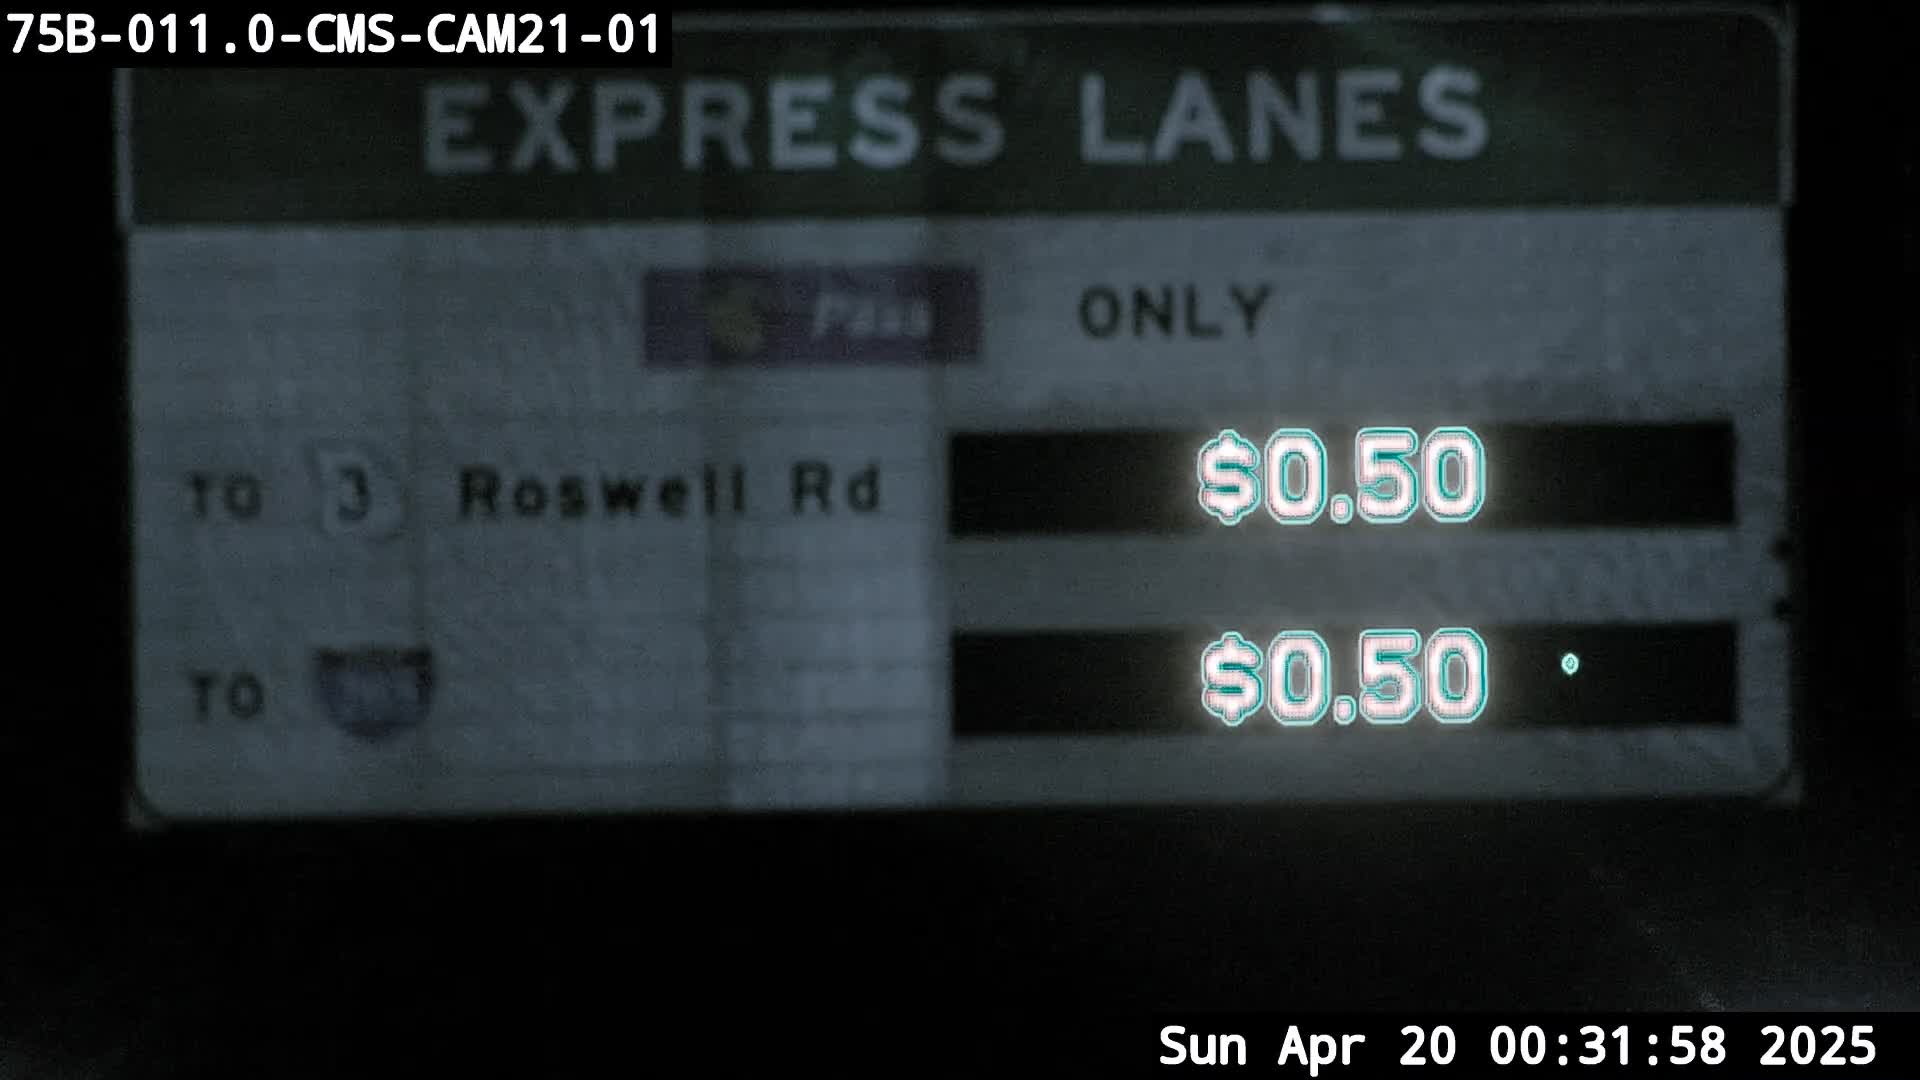 75B-011.0-CMS-CAM21-01
EXPRESS LANES
Pass ONLY
TO 3 Roswell Rd $0.50
TO $0.50
Sun Apr 20 00:31:58 2025